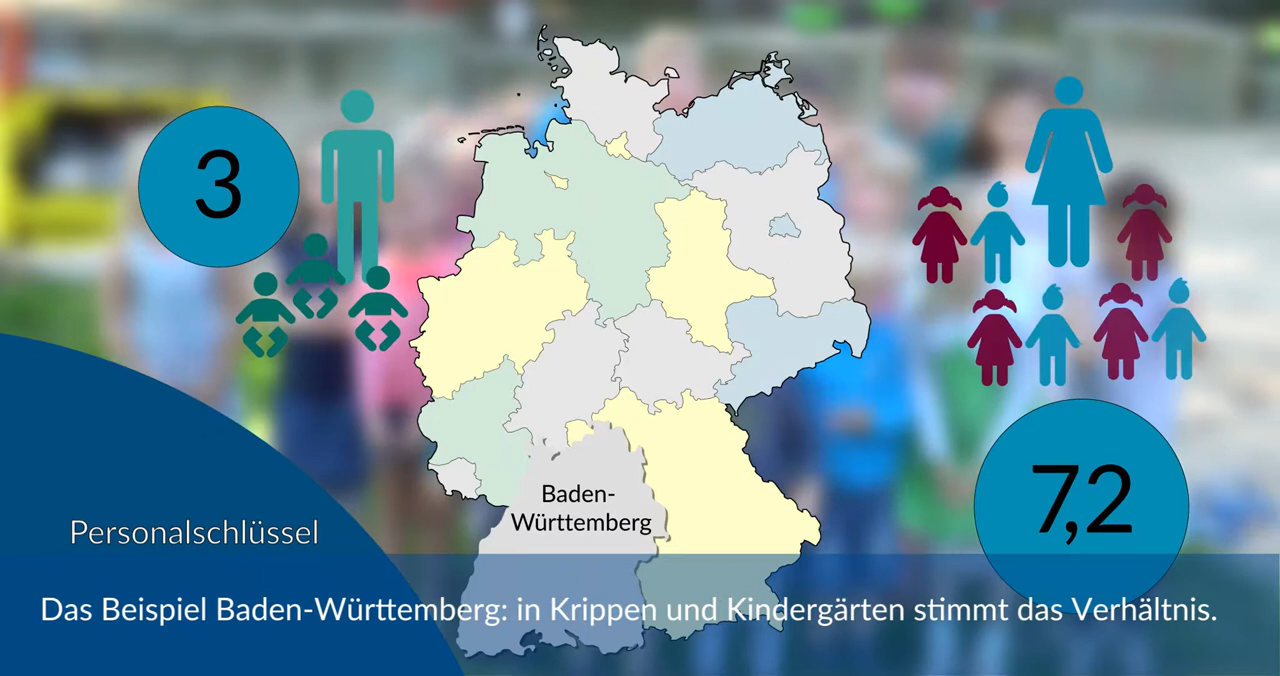 3
7,2
Baden-
Württemberg
Personalschlüssel
Das Beispiel Baden-Württemberg: in Krippen und Kindergärten stimmt das Verhältnis.